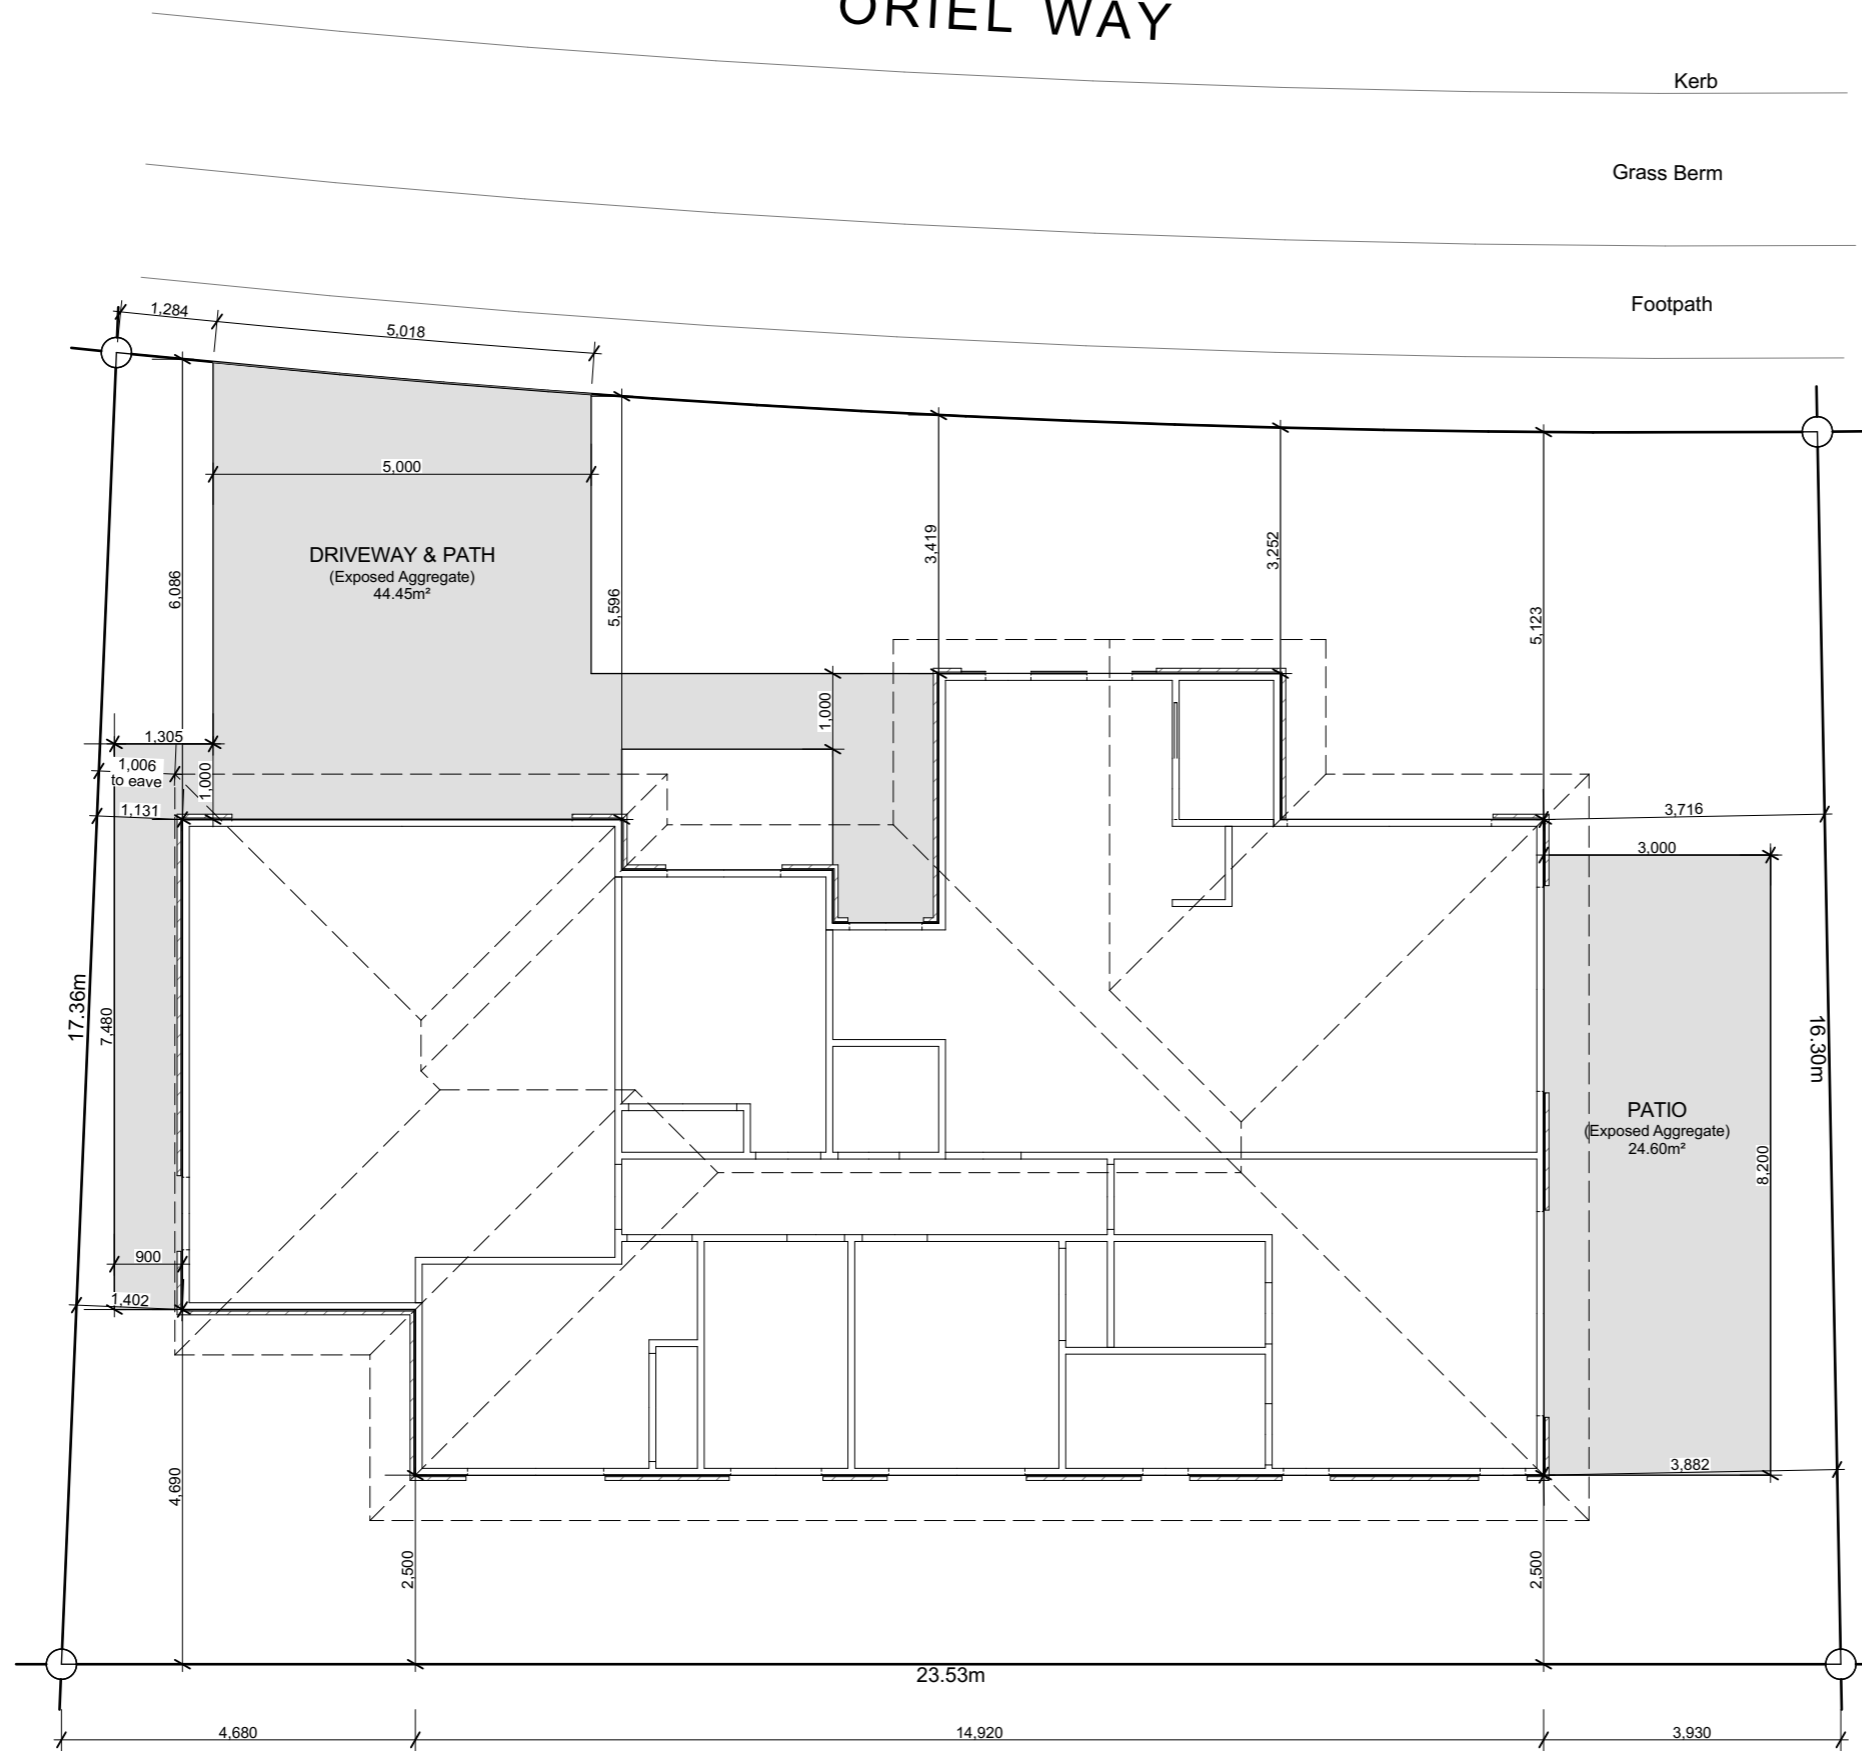 ORIEL WAY
Kerb
Grass Berm
Footpath
1,284
5,018
5,000
DRIVEWAY & PATH
(Exposed Aggregate)
44.45m²
6,086
5,596
3,419
3,252
5,123
1,000
1,305
1,006
to eave
1,000
1,131
3,716
3,000
17.36m
7,480
16.30m
PATIO
(Exposed Aggregate)
24.60m²
8,200
900
1,402
3,882
4,690
2,500
2,500
23.53m
4,680
14,920
3,930